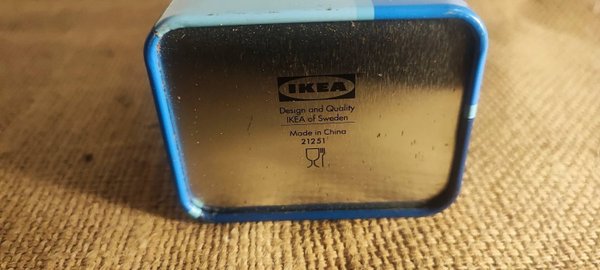 IKEA
Design and Quality
IKEA of Sweden
Made in China
21251